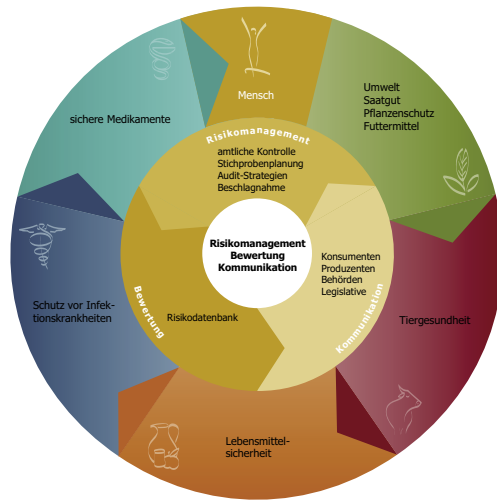 Mensch
Umwelt
Saatgut
Pflanzenschutz
Futtermittel
sichere Medikamente
Risikomanagement
amtliche Kontrolle
Stichprobenplanung
Audit-Strategien
Beschlagnahme
Risikomanagement
Bewertung
Kommunikation
Konsumenten
Produzenten
Behörden
Legislative
Schutz vor Infek-
tionskrankheiten
Bewertung
Risikodatenbank
Kommunikation
Tiergesundheit
Lebensmittel-
sicherheit